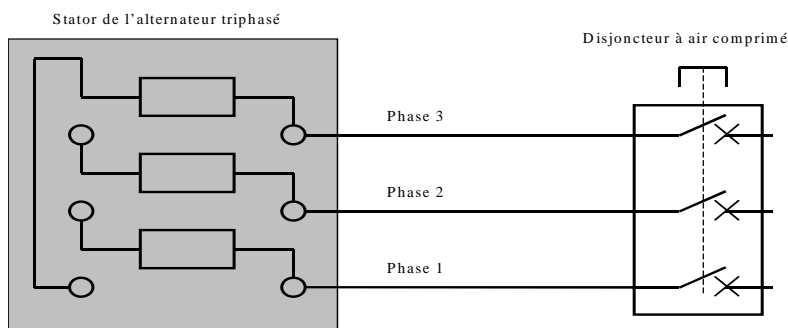 Stator de l'alternateur triphasé
Disjoncteur à air comprimé
Phase 3
Phase 2
Phase 1